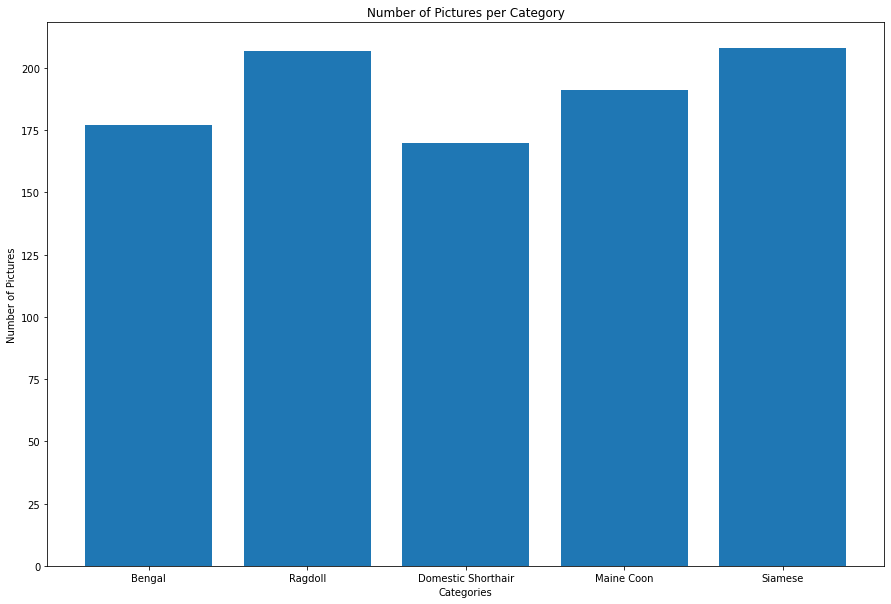 Number of Pictures per Category
Number of Pictures
200
175
150
125
100
75
50
25
0
Bengal Ragdoll Domestic Shorthair Maine Coon Siamese
Categories